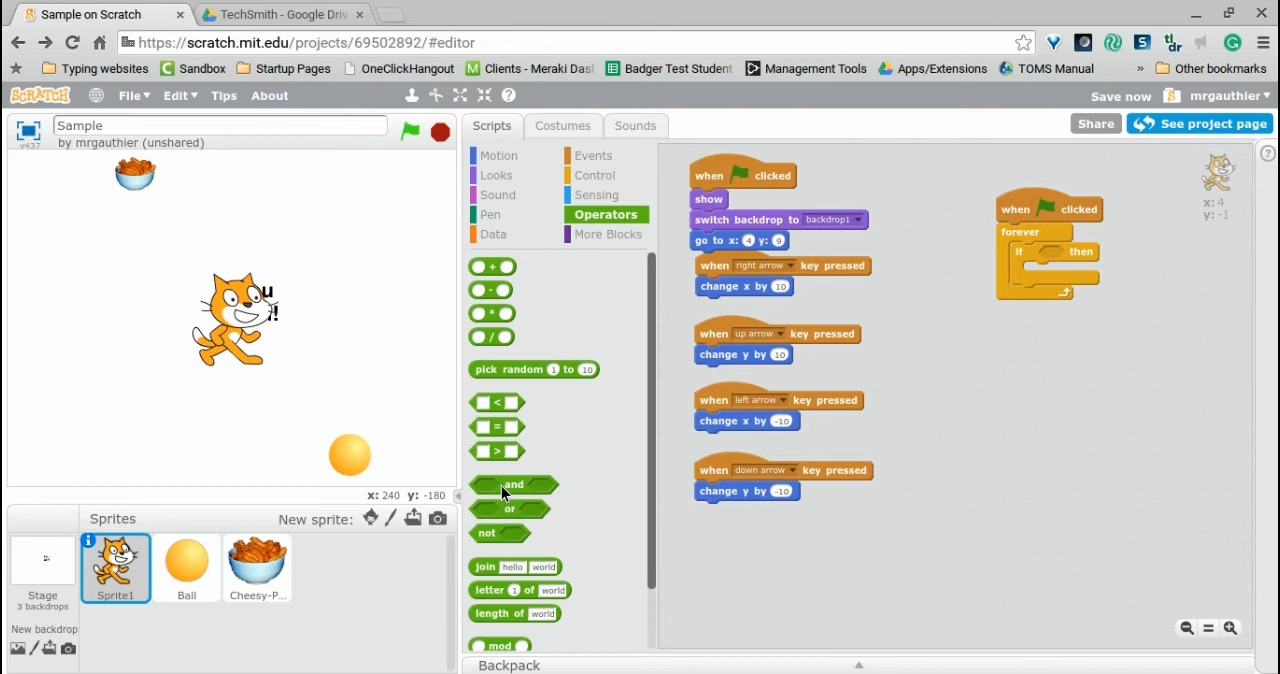 Sample on Scratch
TechSmith - Google Driv
https://scratch.mit.edu/projects/69502892/#editor
Typing websites
Sandbox
Startup Pages
OneClickHangout
Clients - Meraki Das
Badger Test Student
Management Tools
Apps/Extensions
TOMS Manual
»
Other bookmarks
SCRATCH
File
Edit
Tips
About
Save now
mrgauthier
Sample
by mrgauthier (unshared)
v437
Scripts
Costumes
Sounds
Share
See project page
Motion
Events
Looks
Control
Sound
Sensing
Pen
Operators
Data
More Blocks
+
-
*
/
pick random 1 to 10
<
=
>
and
or
not
join hello world
letter 1 of world
length of world
mod
when clicked
show
switch backdrop to backdrop1
go to x: 4 y: 9
when right arrow key pressed
change x by 10
when up arrow key pressed
change y by 10
when left arrow key pressed
change x by -10
when down arrow key pressed
change y by -10
when clicked
forever
if then
x: 4
y: -1
u
!
x: 240 y: -180
Sprites
New sprite:
Stage
3 backdrops
New backdrop
Sprite1
Ball
Cheesy-P...
Backpack